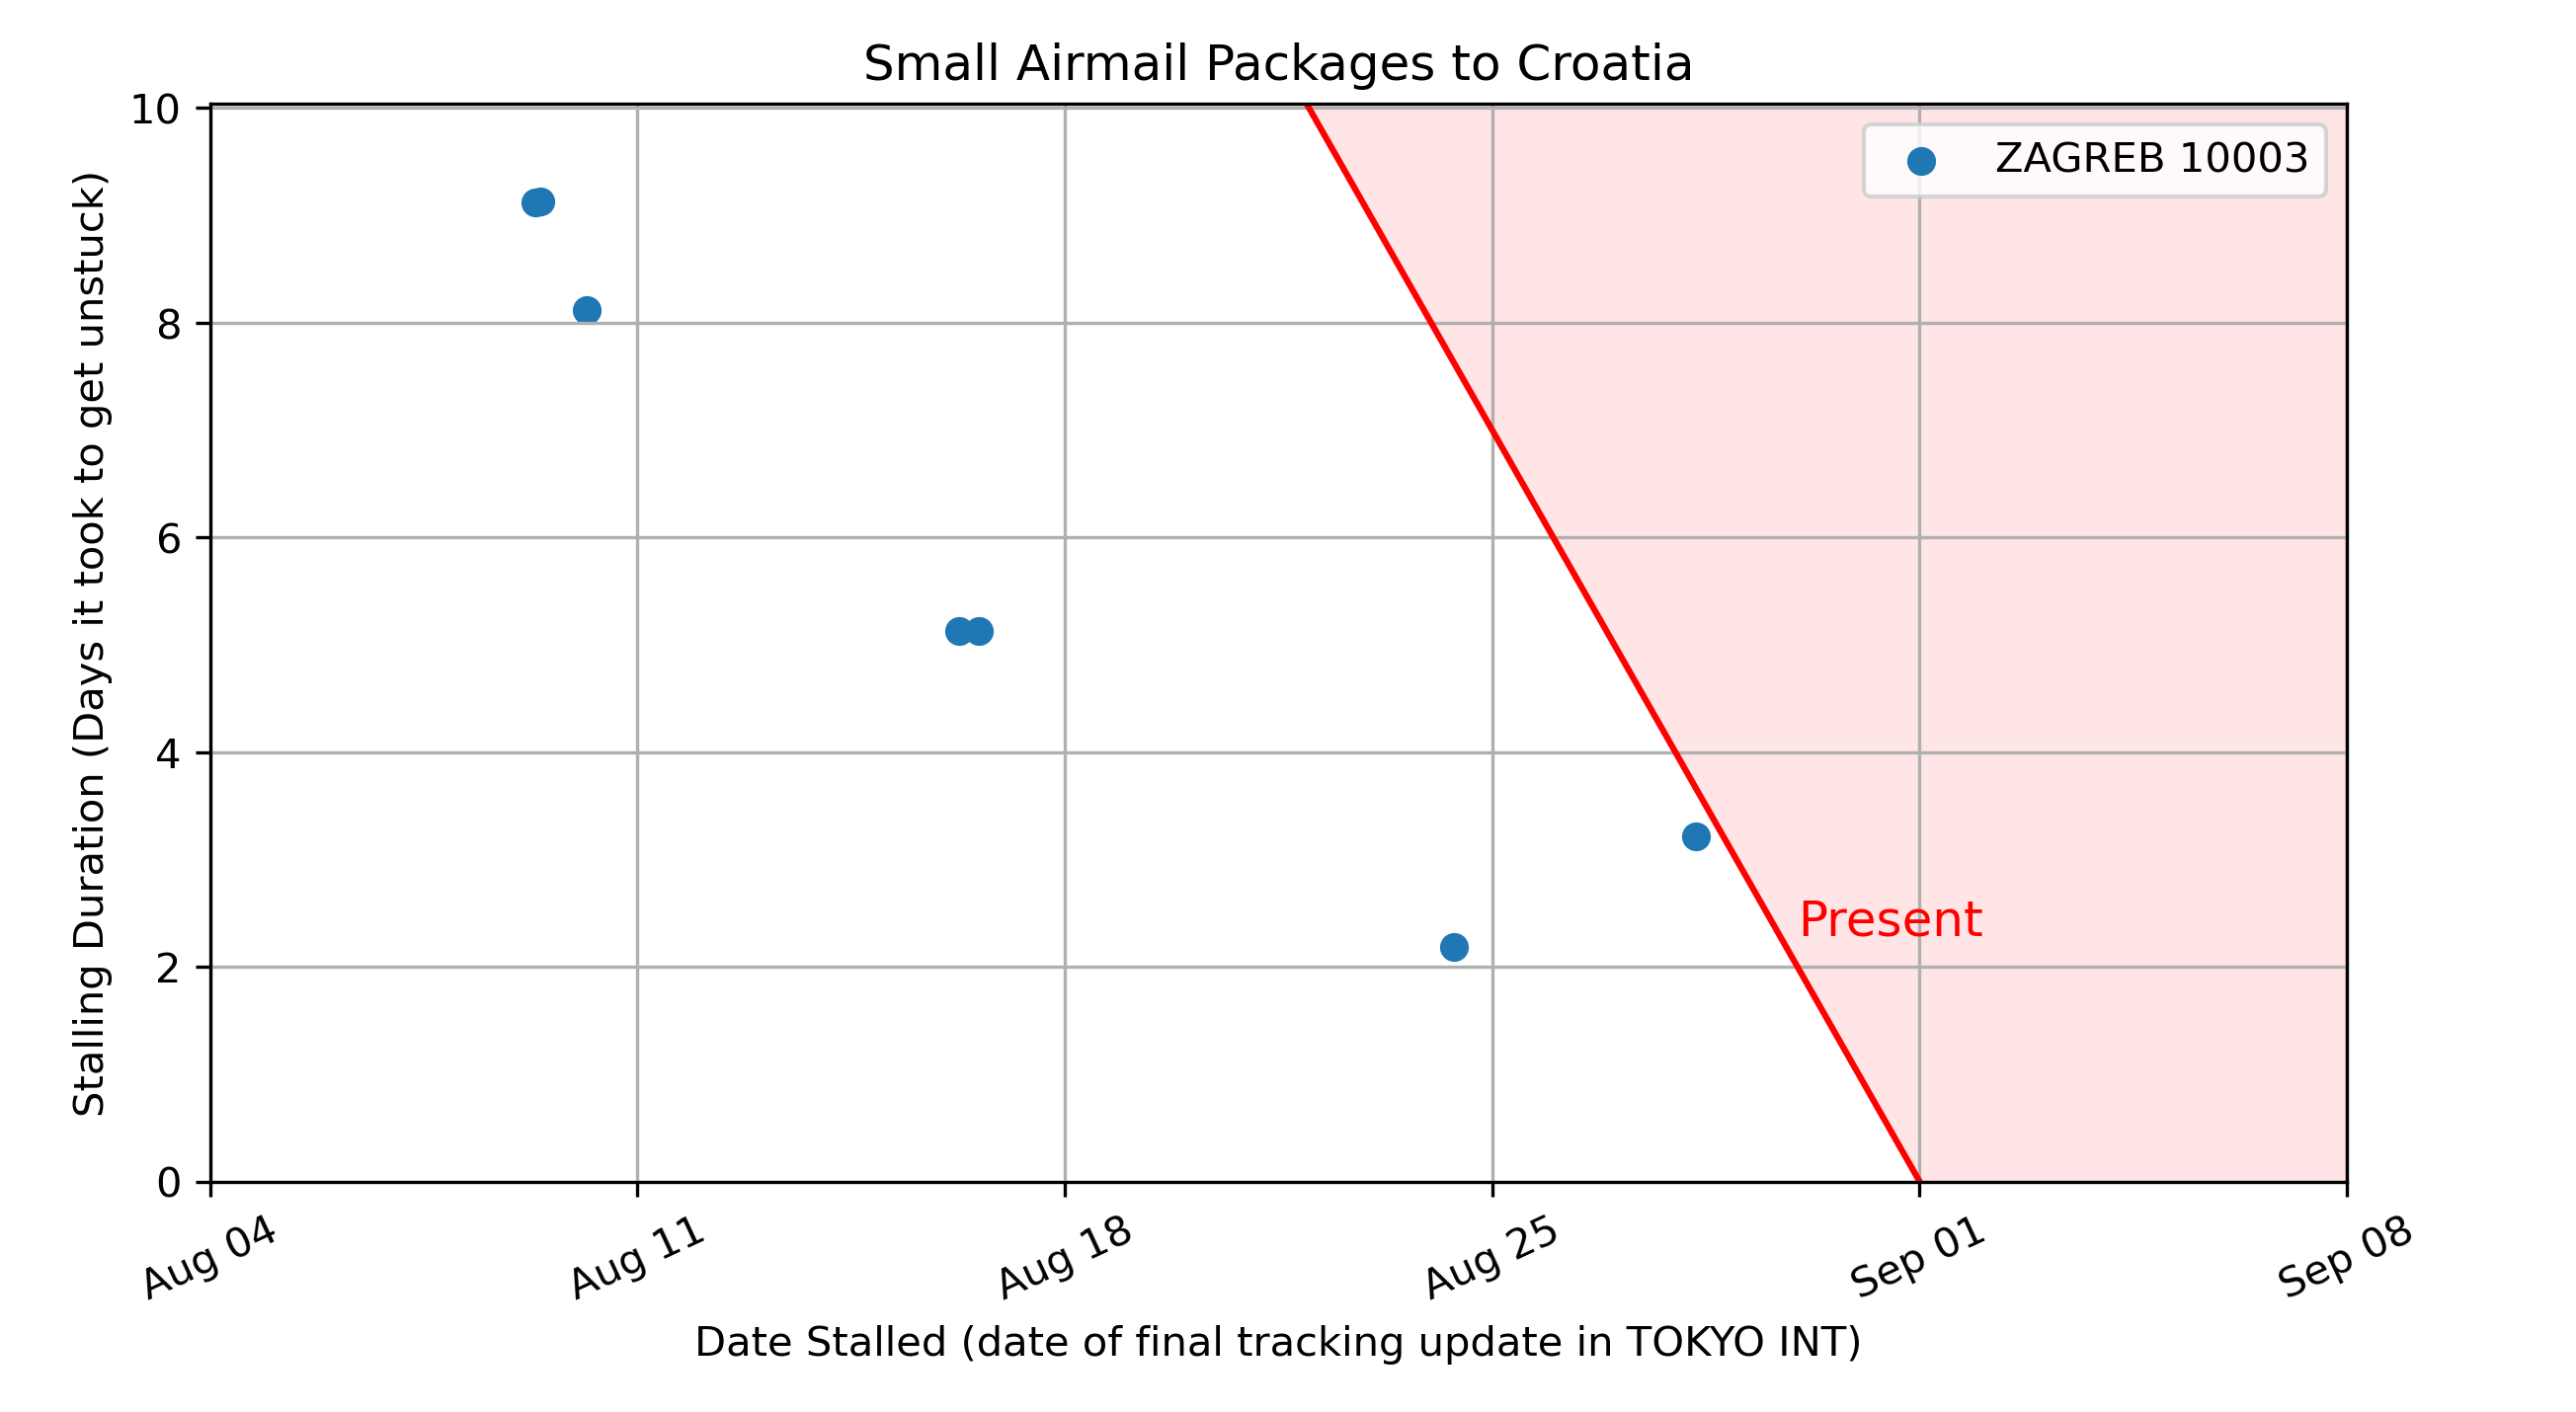 Small Airmail Packages to Croatia
ZAGREB 10003
Present
Stalling Duration (Days it took to get unstuck)
10
8
6
4
2
0
Aug 04
Aug 11
Aug 18
Aug 25
Sep 01
Sep 08
Date Stalled (date of final tracking update in TOKYO INT)